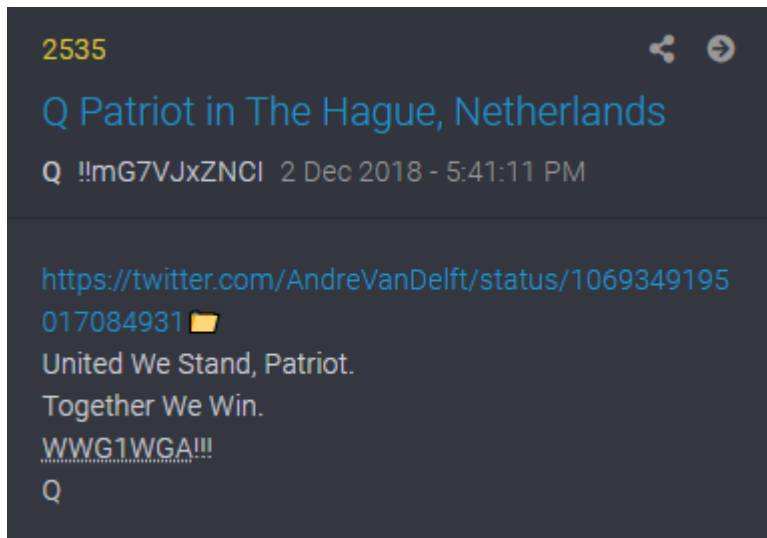 2535
Q Patriot in The Hague, Netherlands
Q !!mG7VJxZNCI 2 Dec 2018 - 5:41:11 PM
https://twitter.com/AndreVanDelft/status/1069349195
017084931
United We Stand, Patriot.
Together We Win.
WWG1WGA!!!
Q